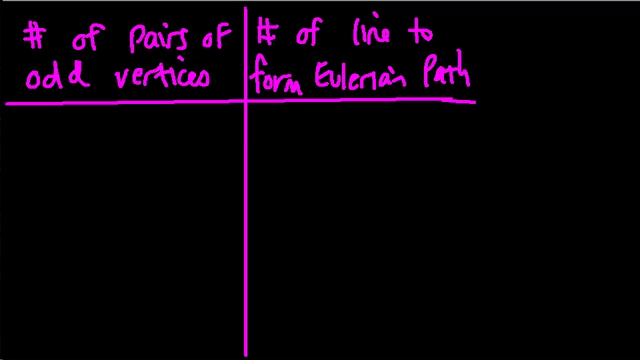 # of pairs of
odd vertices
# of line to
form Eulerian Path